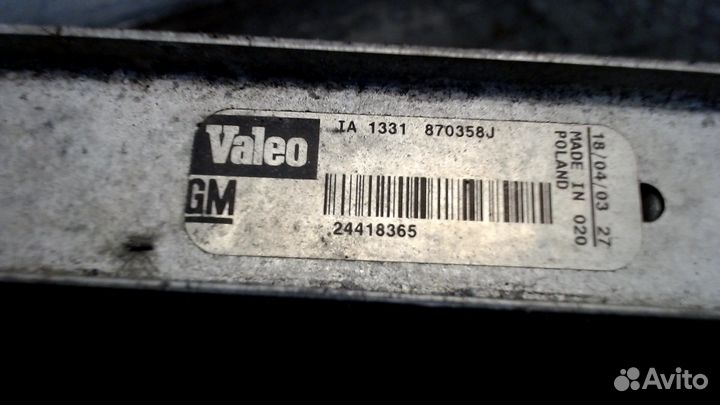 Valeo
IA 1331 870358J
GM
24418365
18/04/03 27
MADE IN 020
POLAND
Avito